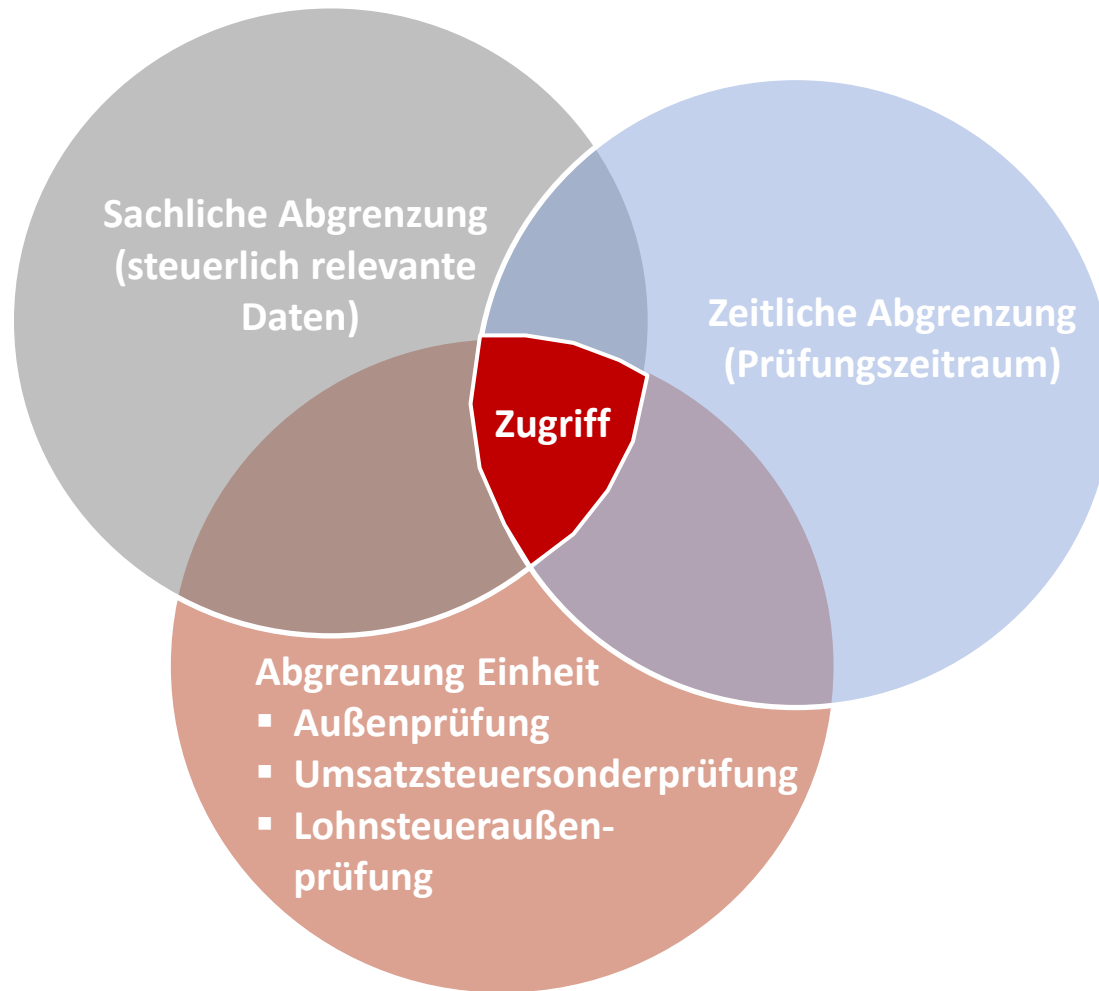 Sachliche Abgrenzung
(steuerlich relevante
Daten)
Zeitliche Abgrenzung
(Prüfungszeitraum)
Zugriff
Abgrenzung Einheit
▪ Außenprüfung
▪ Umsatzsteuersonderprüfung
▪ Lohnsteueraußen-
prüfung